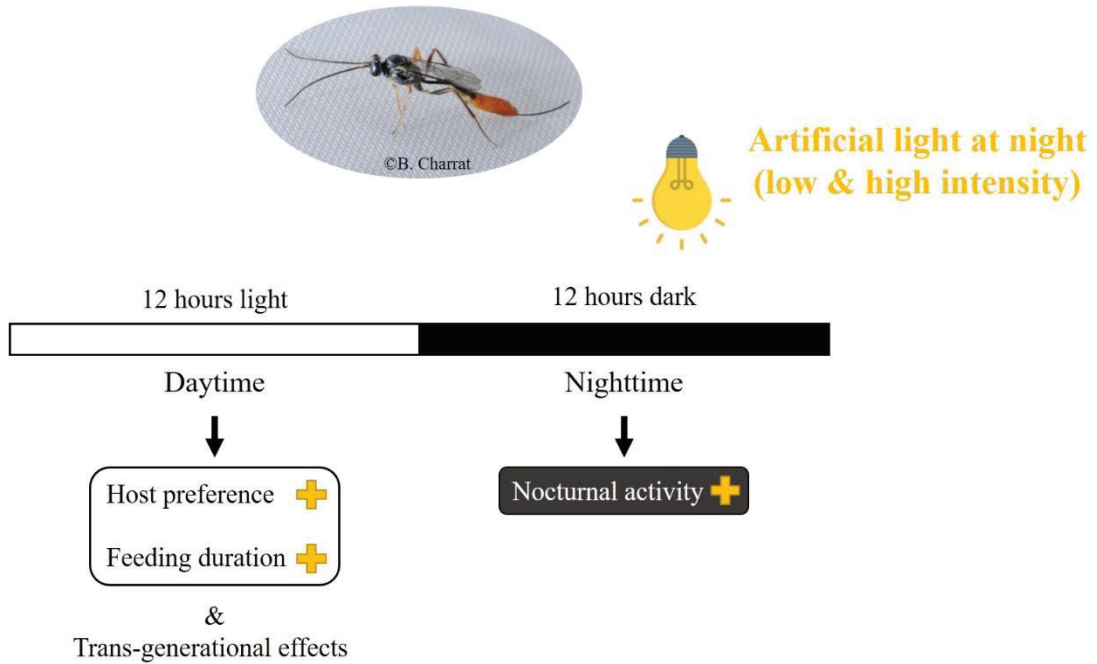 ©B. Charrat
Artificial light at night
(low & high intensity)
12 hours light
12 hours dark
Daytime
Nighttime
Host preference
Feeding duration
Nocturnal activity
&
Trans-generational effects